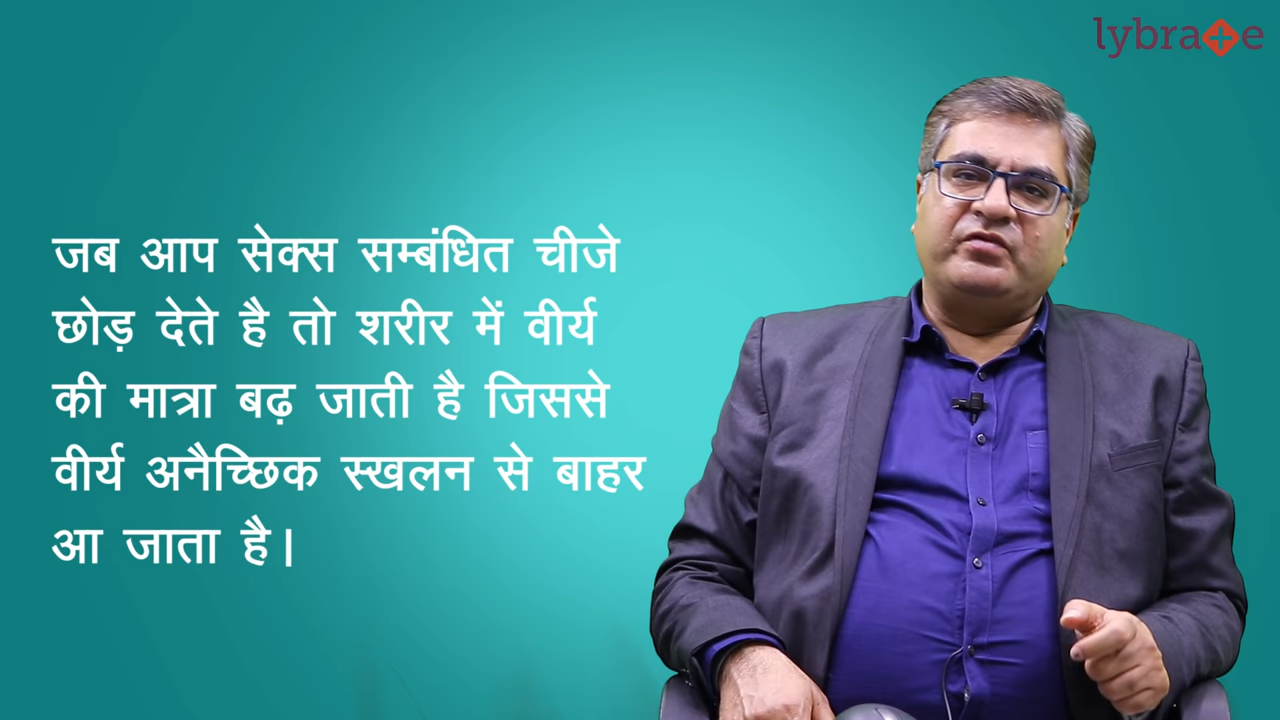 lybrate
जब आप सेक्स सम्बंधित चीजे
छोड़ देते है तो शरीर में वीर्य
की मात्रा बढ़ जाती है जिससे
वीर्य अनैच्छिक स्खलन से बाहर
आ जाता है।